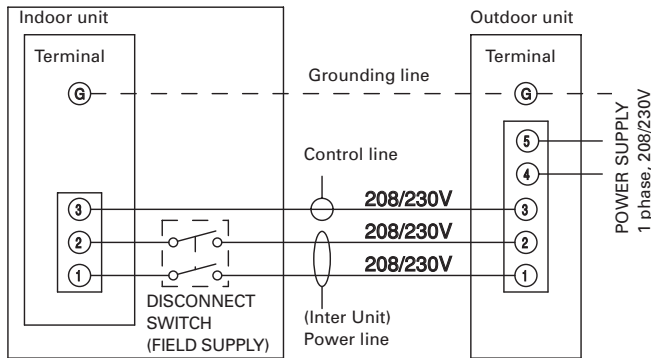 Indoor unit
Outdoor unit
Terminal
Terminal
G
Grounding line
G
5
Control line
4
POWER SUPPLY
1 phase, 208/230V
3
208/230V
3
2
208/230V
2
1
208/230V
1
DISCONNECT
SWITCH
(FIELD SUPPLY)
(Inter Unit)
Power line